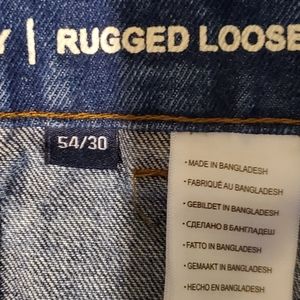 Y | RUGGED LOOSE
54/30
• MADE IN BANGLADESH
• FABRIQUÉ AU BANGLADESH
• GEBILDET IN BANGLADESH
• СДЕЛАНО В БАНГЛАДЕШ
• FATTO IN BANGLADESH
• GEMAAKT IN BANGLADESH
• HECHO EN BANGLADESH